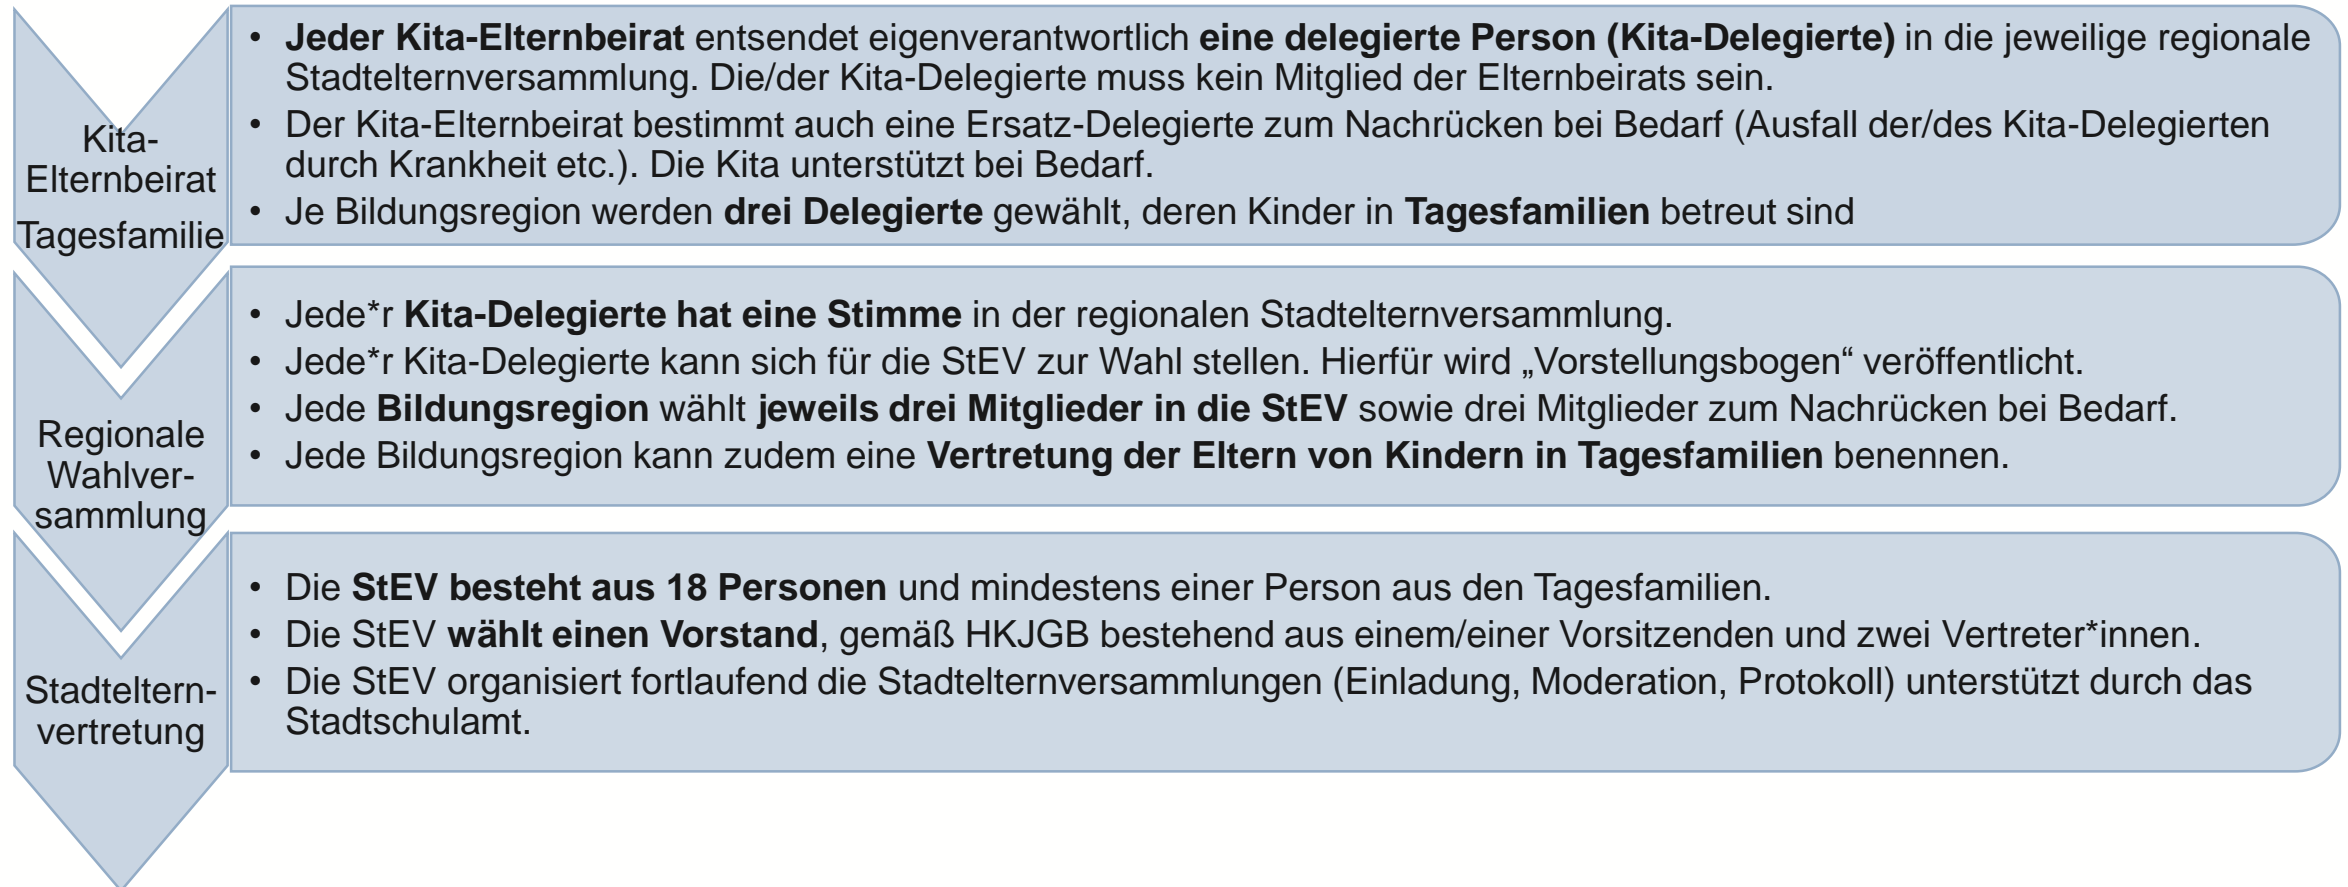 Kita-
Elternbeirat
Tagesfamilie
• Jeder Kita-Elternbeirat entsendet eigenverantwortlich eine delegierte Person (Kita-Delegierte) in die jeweilige regionale
Stadtelternversammlung. Die/der Kita-Delegierte muss kein Mitglied der Elternbeirats sein.
• Der Kita-Elternbeirat bestimmt auch eine Ersatz-Delegierte zum Nachrücken bei Bedarf (Ausfall der/des Kita-Delegierten
durch Krankheit etc.). Die Kita unterstützt bei Bedarf.
• Je Bildungsregion werden drei Delegierte gewählt, deren Kinder in Tagesfamilien betreut sind
Regionale
Wahlver-
sammlung
• Jede*r Kita-Delegierte hat eine Stimme in der regionalen Stadtelternversammlung.
• Jede*r Kita-Delegierte kann sich für die StEV zur Wahl stellen. Hierfür wird „Vorstellungsbogen“ veröffentlicht.
• Jede Bildungsregion wählt jeweils drei Mitglieder in die StEV sowie drei Mitglieder zum Nachrücken bei Bedarf.
• Jede Bildungsregion kann zudem eine Vertretung der Eltern von Kindern in Tagesfamilien benennen.
Stadteltern-
vertretung
• Die StEV besteht aus 18 Personen und mindestens einer Person aus den Tagesfamilien.
• Die StEV wählt einen Vorstand, gemäß HKJGB bestehend aus einem/einer Vorsitzenden und zwei Vertreter*innen.
• Die StEV organisiert fortlaufend die Stadtelternversammlungen (Einladung, Moderation, Protokoll) unterstützt durch das
Stadtschulamt.